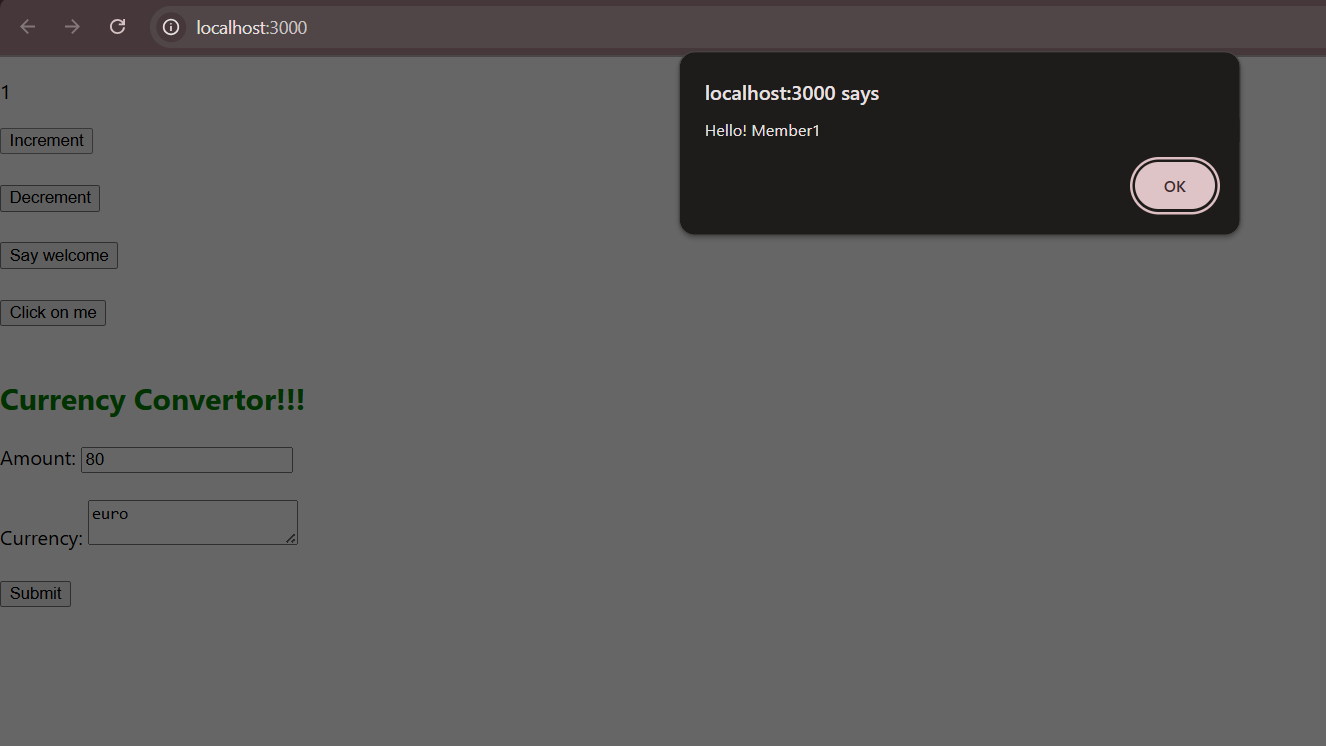 localhost:3000
1
localhost:3000 says
Hello! Member1
OK
Increment
Decrement
Say welcome
Click on me
Currency Convertor!!!
Amount: 80
Currency: euro
Submit